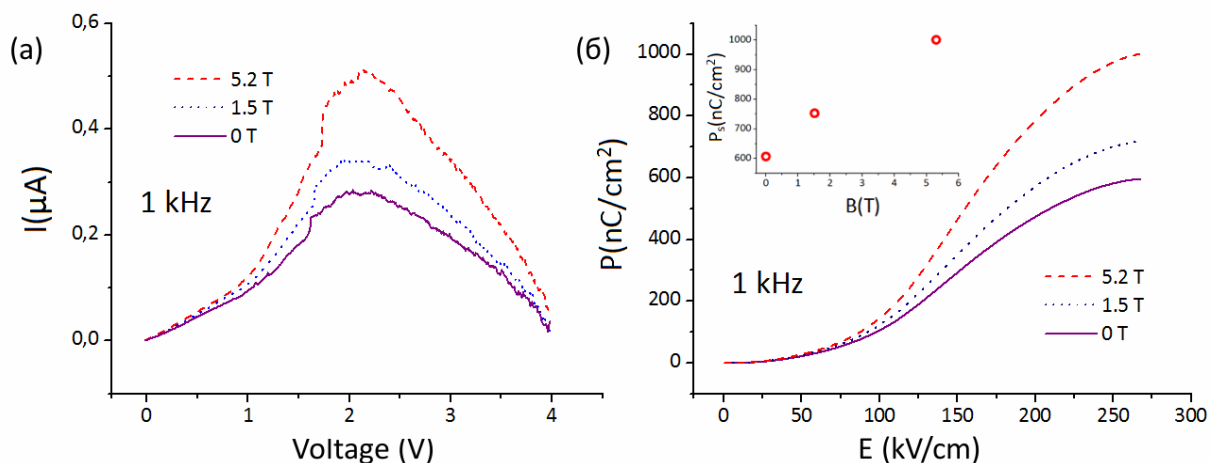 (а)
0,6
0,4
0,2
0,0
I(μA)
5.2 T
1.5 T
0 T
1 kHz
0 1 2 3 4
Voltage (V)
(б)
1000
800
600
400
200
0
P(nC/cm²)
1000
900
800
700
600
Pₛ(nC/cm²)
0 1 2 3 4 5 6
B(T)
1 kHz
5.2 T
1.5 T
0 T
0 50 100 150 200 250 300
E (kV/cm)